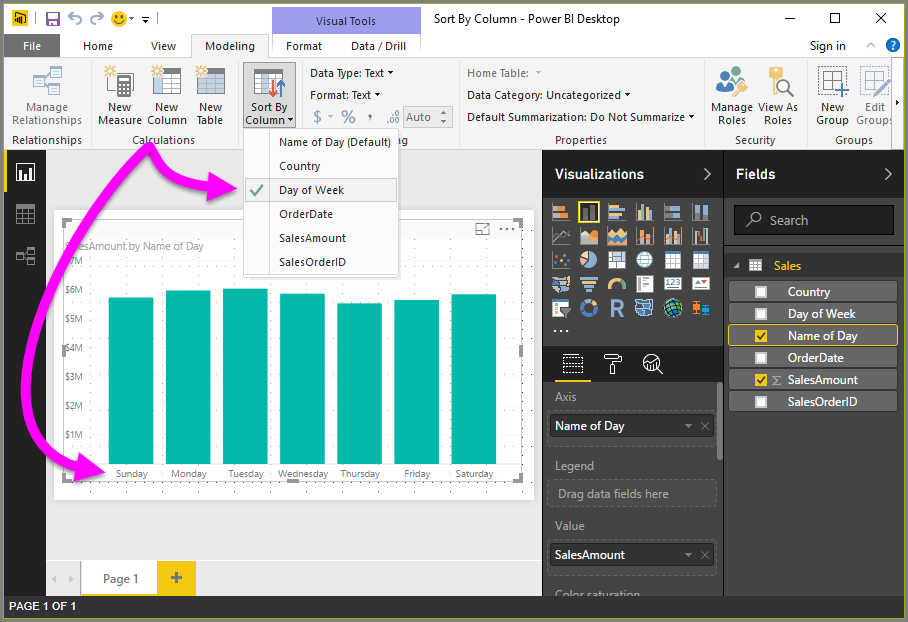 Visual Tools
Sort By Column - Power BI Desktop
File
Home
View
Modeling
Format
Data / Drill
Sign in
?
Manage
Relationships
Relationships
New
Measure
New
Column
New
Table
Calculations
Sort By
Column
Data Type: Text
Format: Text
$ % , .00 Auto
Home Table:
Data Category: Uncategorized
Default Summarization: Do Not Summarize
Properties
Manage
Roles
View As
Roles
Security
New
Group
Edit
Groups
Groups
Name of Day (Default)
Country
Day of Week
OrderDate
SalesAmount
SalesOrderID
SalesAmount by Name of Day
$7M
$6M
$5M
$4M
$3M
$2M
$1M
Sunday Monday Tuesday Wednesday Thursday Friday Saturday
Visualizations
123
R
Axis
Name of Day
Legend
Drag data fields here
Value
SalesAmount
Color saturation
Fields
Search
Sales
Country
Day of Week
Name of Day
OrderDate
Σ SalesAmount
SalesOrderID
Page 1
+
PAGE 1 OF 1